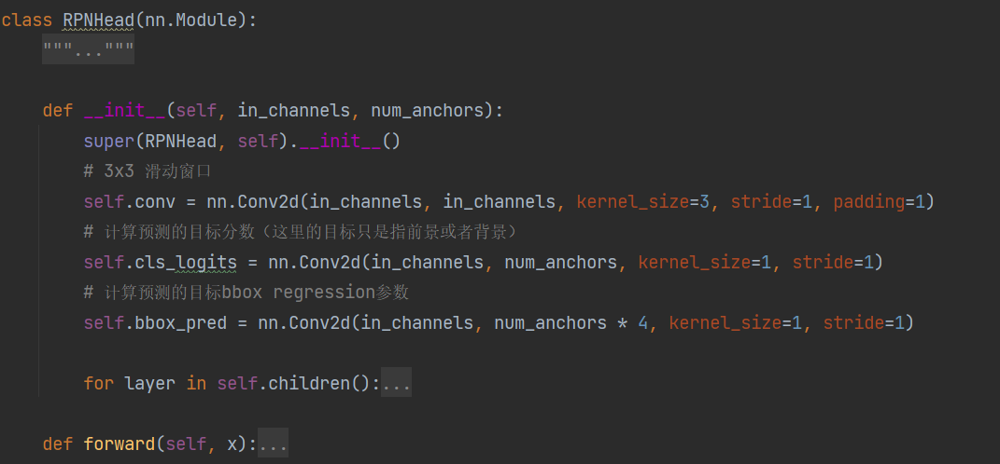 class RPNHead(nn.Module):
    """..."""
    def __init__(self, in_channels, num_anchors):
        super(RPNHead, self).__init__()
        # 3x3 滑动窗口
        self.conv = nn.Conv2d(in_channels, in_channels, kernel_size=3, stride=1, padding=1)
        # 计算预测的目标分数（这里的目标只是指前景或者背景）
        self.cls_logits = nn.Conv2d(in_channels, num_anchors, kernel_size=1, stride=1)
        # 计算预测的目标bbox regression参数
        self.bbox_pred = nn.Conv2d(in_channels, num_anchors * 4, kernel_size=1, stride=1)
        for layer in self.children():...
    def forward(self, x):...